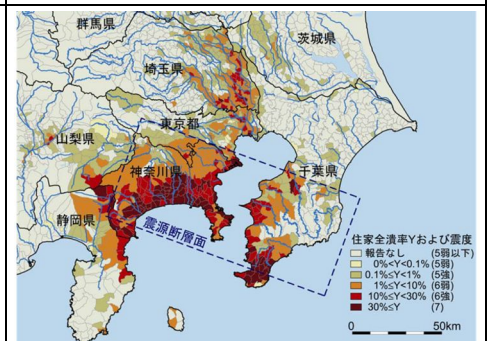 群馬県
茨城県
埼玉県
東京都
山梨県
神奈川県
千葉県
静岡県
震源断層面
住家全潰率Yおよび震度
報告なし (5弱以下)
0%<Y<0.1% (5弱)
0.1%≤Y<1% (5強)
1%≤Y<10% (6弱)
10%≤Y<30% (6強)
30%≤Y (7)
0 50km